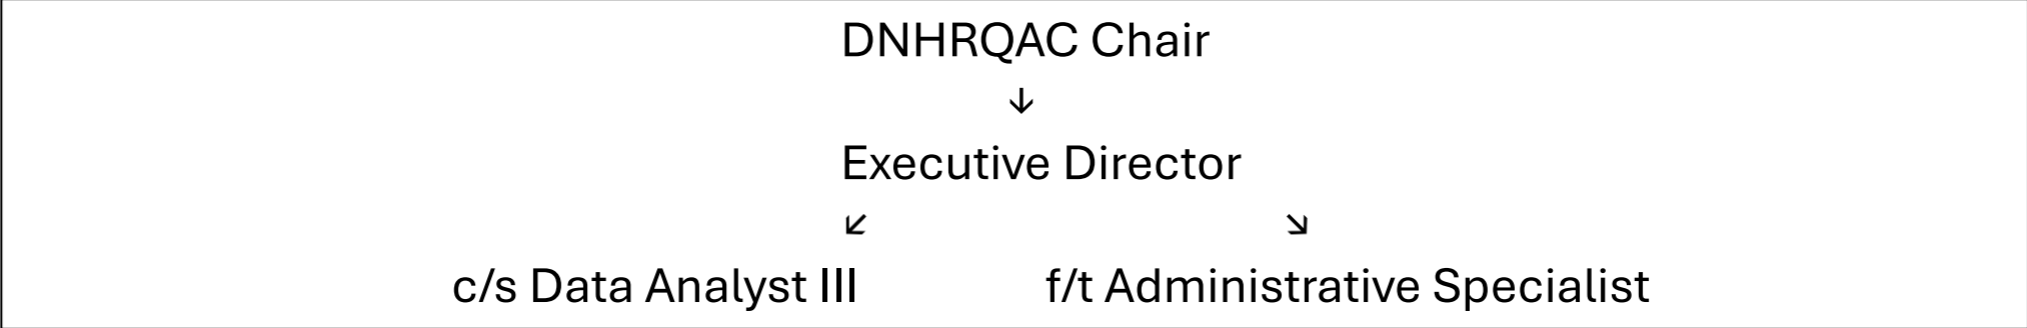 DNHRQAC Chair
↓
Executive Director
↙ ↘
c/s Data Analyst III f/t Administrative Specialist